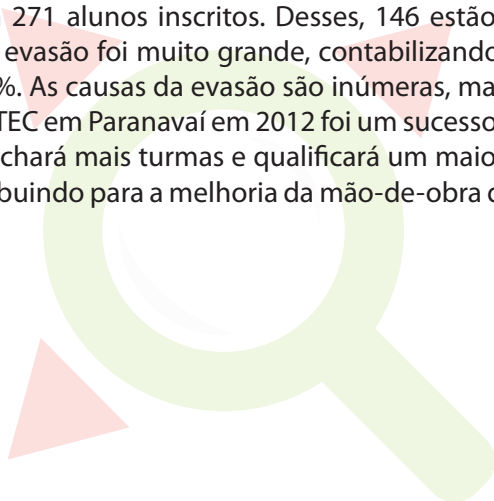 271 alunos inscritos. Desses, 146 estão
evasão foi muito grande, contabilizando
%. As causas da evasão são inúmeras, ma
TEC em Paranavaí em 2012 foi um sucesso
chará mais turmas e qualificará um maio
buindo para a melhoria da mão-de-obra